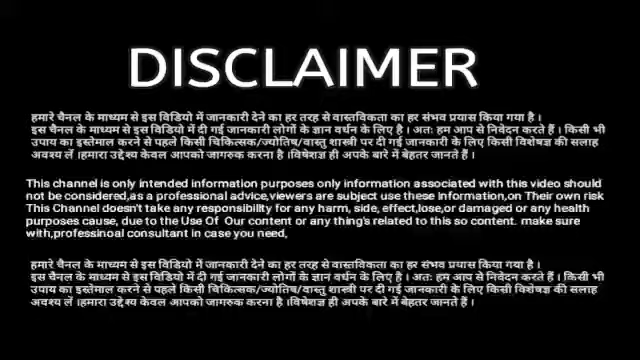 DISCLAIMER
हमारे चैनल के माध्यम से इस विडियो में जानकारी देने का हर तरह से वास्तविकता का हर संभव प्रयास किया गया है ।
इस चैनल के माध्यम से इस विडियो में दी गई जानकारी लोगों के ज्ञान वर्धन के लिए है । अतः हम आप से निवेदन करते हैं । किसी भी
उपाय का इस्तेमाल करने से पहले किसी चिकित्सक/ज्योतिष/वास्तु शास्त्री पर दी गई जानकारी के लिए किसी विशेषज्ञ की सलाह
अवश्य लें ।हमारा उद्देश्य केवल आपको जागरुक करना है ।विषेशज्ञ ही अपके बारे में बेहतर जानते हैं ।
This channel is only intended information purposes only information associated with this video should
not be considered,as a professional advice,viewers are subject use these information,on Their own risk
This Channel doesn't take any responsibility for any harm, side, effect,lose,or damaged or any health
purposes cause, due to the Use Of Our content or any thing's related to this so content. make sure
with,professinoal consultant in case you need,
हमारे चैनल के माध्यम से इस विडियो में जानकारी देने का हर तरह से वास्तविकता का हर संभव प्रयास किया गया है ।
इस चैनल के माध्यम से इस विडियो में दी गई जानकारी लोगों के ज्ञान वर्धन के लिए है । अतः हम आप से निवेदन करते हैं । किसी भी
उपाय का इस्तेमाल करने से पहले किसी चिकित्सक/ज्योतिष/वास्तु शास्त्री पर दी गई जानकारी के लिए किसी विशेषज्ञ की सलाह
अवश्य लें ।हमारा उद्देश्य केवल आपको जागरुक करना है ।विषेशज्ञ ही अपके बारे में बेहतर जानते हैं ।